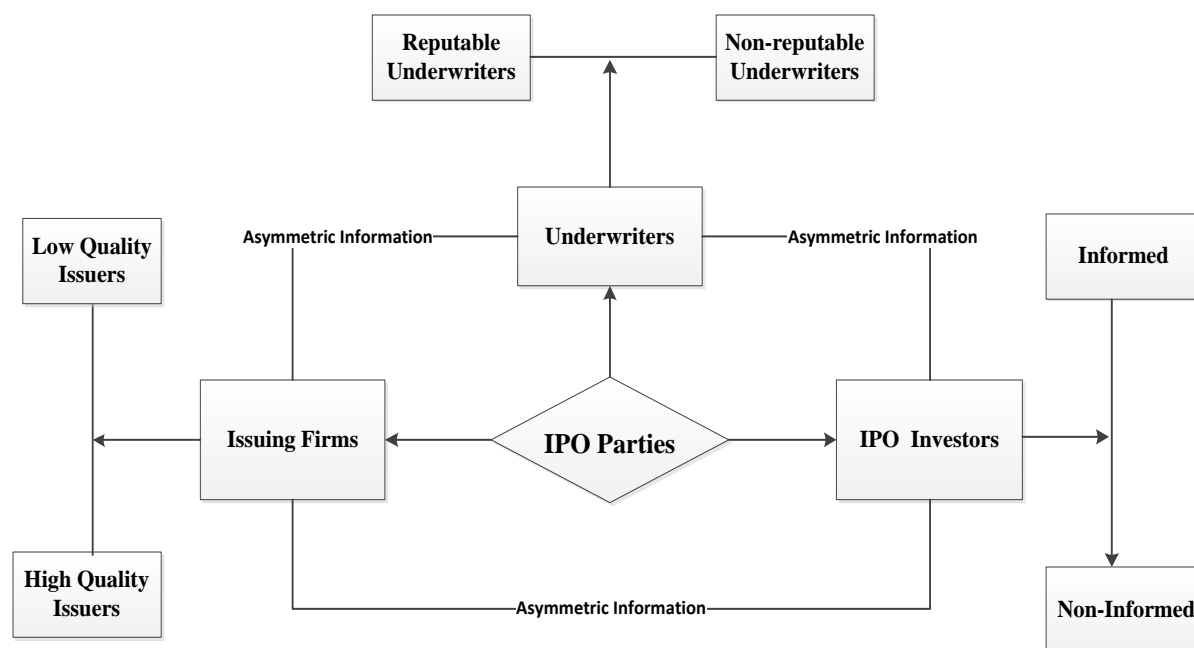 Reputable
Underwriters
Non-reputable
Underwriters
Asymmetric Information
Underwriters
Asymmetric Information
Low Quality
Issuers
Informed
Issuing Firms
IPO Parties
IPO Investors
High Quality
Issuers
Asymmetric Information
Non-Informed